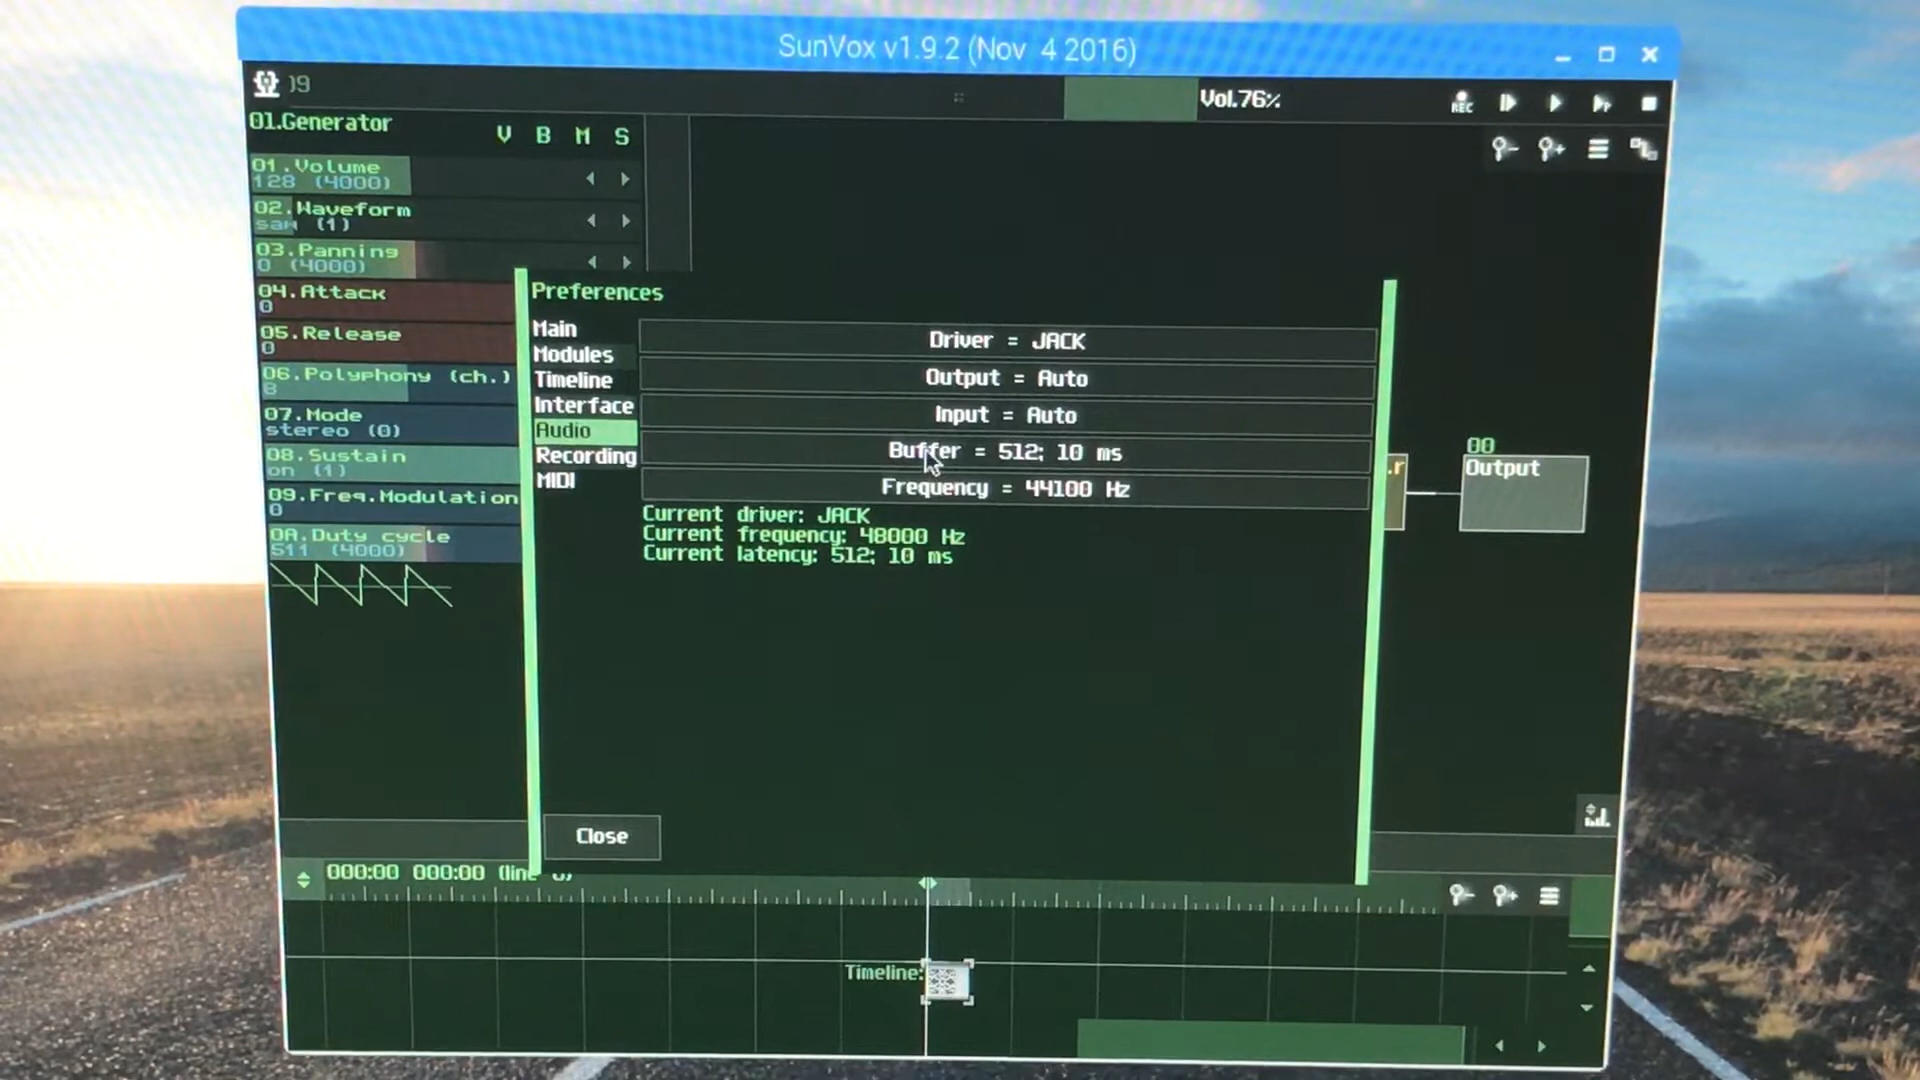 SunVox v1.9.2 (Nov 4 2016)
Vol.76%
REC
01.Generator
V B M S
01.Volume
128 (4000)
02.Waveform
saw (1)
03.Panning
0 (4000)
04.Attack
0
05.Release
0
06.Polyphony (ch.)
8
07.Mode
stereo (0)
08.Sustain
on (1)
09.Freq.Modulation
0
0A.Duty cycle
511 (4000)
Preferences
Main
Modules
Timeline
Interface
Audio
Recording
MIDI
Driver = JACK
Output = Auto
Input = Auto
Buffer = 512; 10 ms
Frequency = 44100 Hz
Current driver: JACK
Current frequency: 48000 Hz
Current latency: 512; 10 ms
Close
00
Output
000:00 000:00 (line
Timeline: